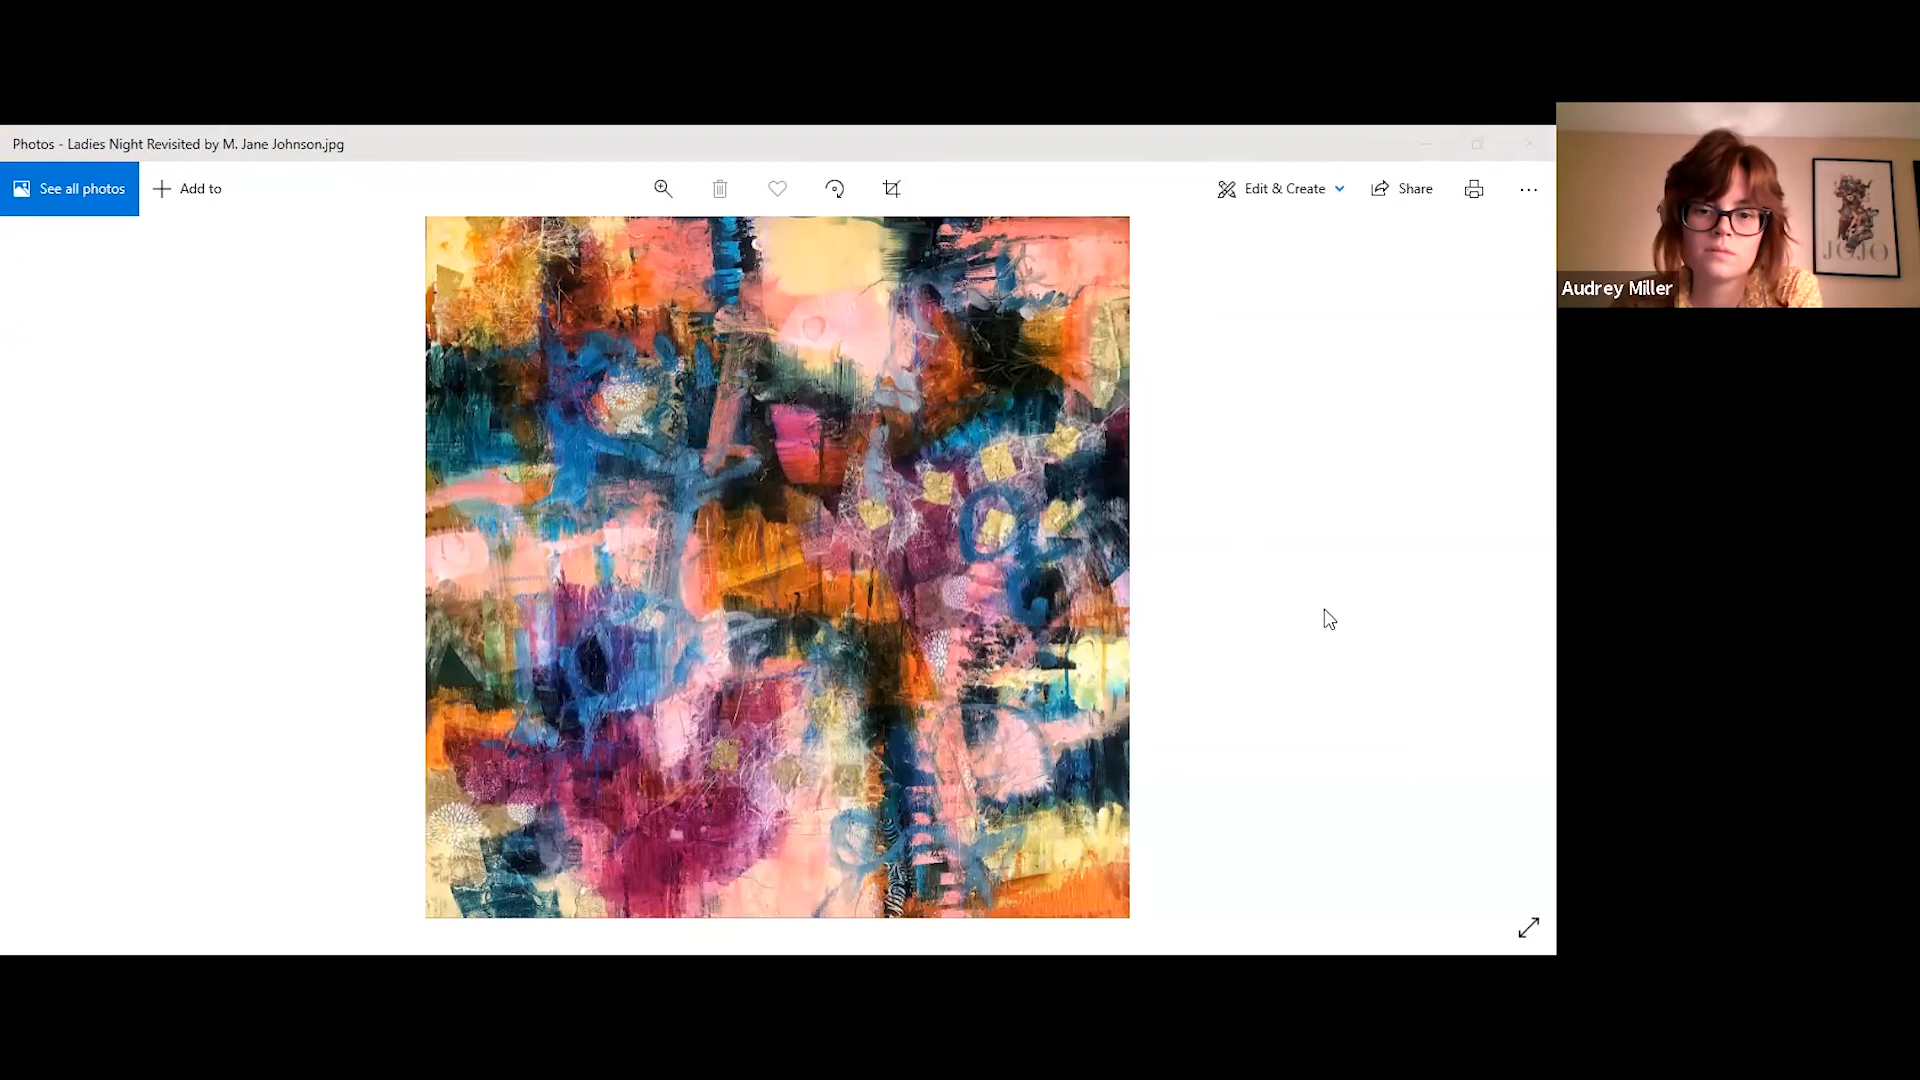 Photos - Ladies Night Revisited by M. Jane Johnson.jpg
See all photos
Add to
Edit & Create
Share
JOJO
Audrey Miller